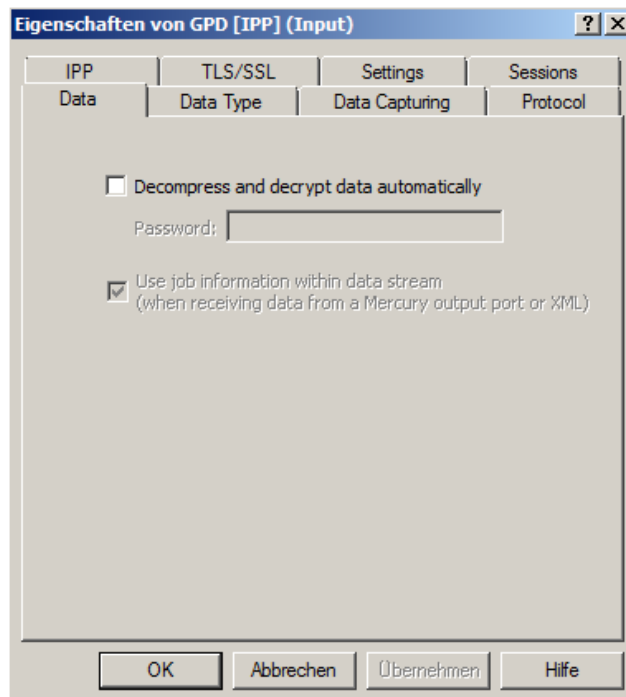 Eigenschaften von GPD [IPP] (Input)
IPP TLS/SSL Settings Sessions
Data Data Type Data Capturing Protocol
Decompress and decrypt data automatically
Password:
Use job information within data stream
(when receiving data from a Mercury output port or XML)
OK Abbrechen Übernehmen Hilfe